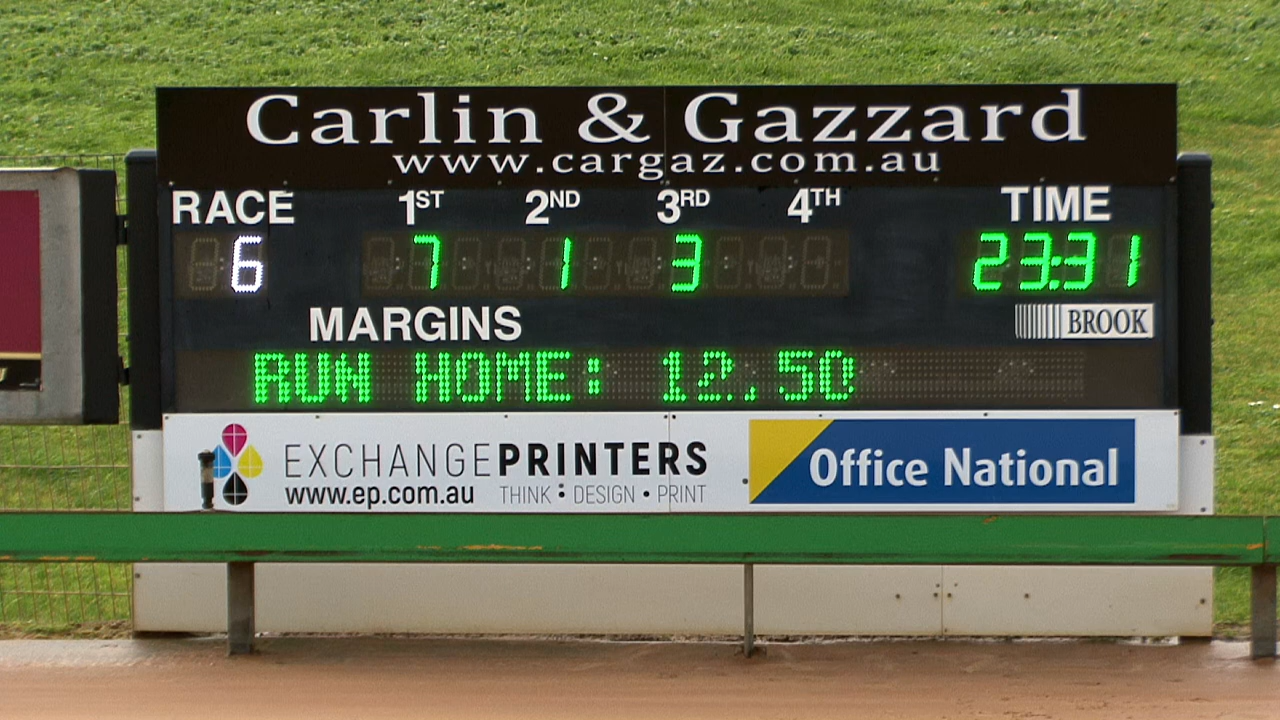 Carlin & Gazzard
www.cargaz.com.au
RACE 1ST 2ND 3RD 4TH TIME
6 7 1 3 23:31
MARGINS
BROOK
RUN HOME: 12.50
EXCHANGEPRINTERS
www.ep.com.au THINK • DESIGN • PRINT
Office National